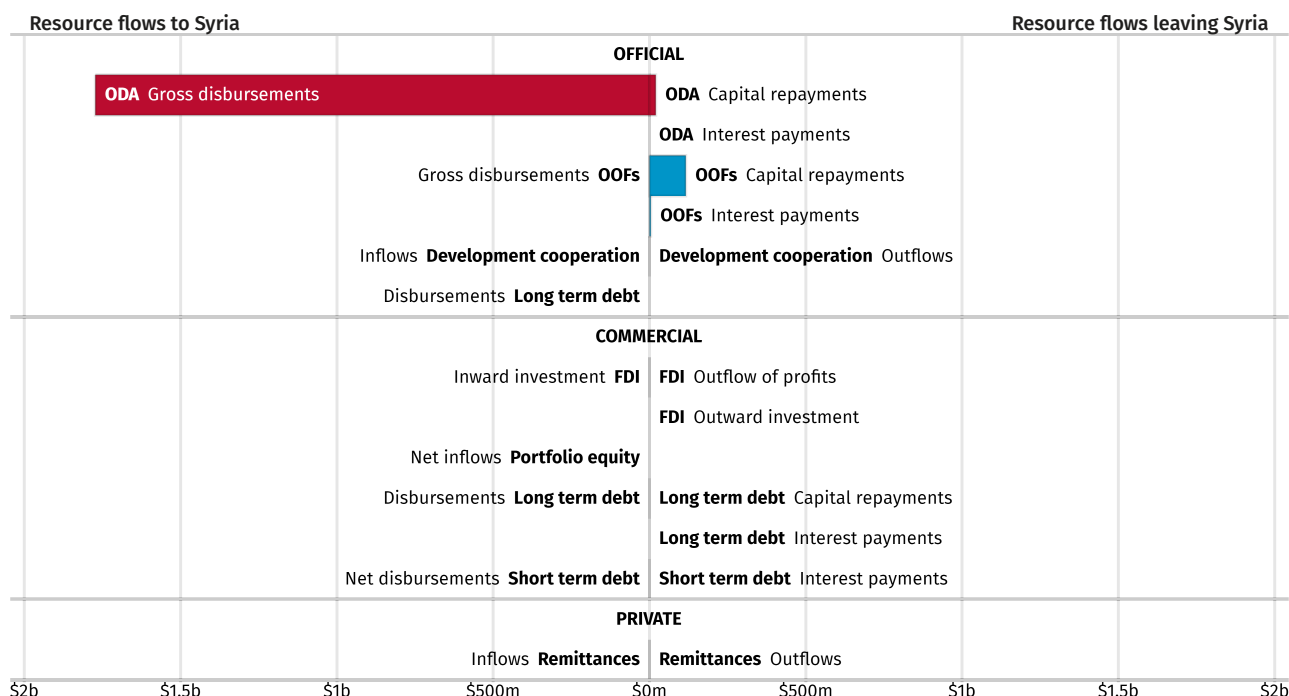 Resource flows to Syria Resource flows leaving Syria
OFFICIAL
ODA Gross disbursements ODA Capital repayments
ODA Interest payments
Gross disbursements OOFs OOFs Capital repayments
OOFs Interest payments
Inflows Development cooperation Development cooperation Outflows
Disbursements Long term debt
COMMERCIAL
Inward investment FDI FDI Outflow of profits
FDI Outward investment
Net inflows Portfolio equity
Disbursements Long term debt Long term debt Capital repayments
Long term debt Interest payments
Net disbursements Short term debt Short term debt Interest payments
PRIVATE
Inflows Remittances Remittances Outflows
$2b $1.5b $1b $500m $0m $500m $1b $1.5b $2b